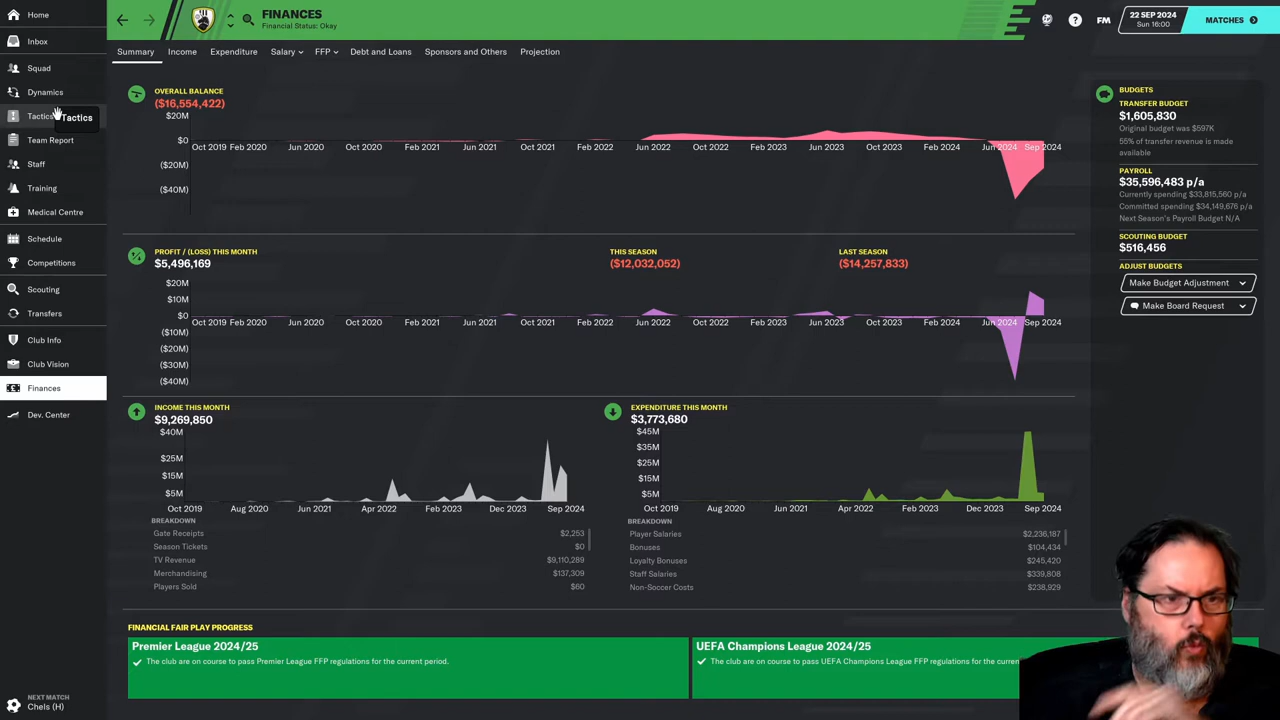 Home
Inbox
Squad
Dynamics
Tactics
Tactics
Team Report
Staff
Training
Medical Centre
Schedule
Competitions
Scouting
Transfers
Club Info
Club Vision
Finances
Dev. Center
NEXT MATCH
Chels (H)
FINANCES
Financial Status: Okay
FM
22 SEP 2024
Sun 16:00
MATCHES
Summary
Income
Expenditure
Salary
FFP
Debt and Loans
Sponsors and Others
Projection
OVERALL BALANCE
($16,554,422)
$20M
$0
($20M)
($40M)
Oct 2019 Feb 2020 Jun 2020 Oct 2020 Feb 2021 Jun 2021 Oct 2021 Feb 2022 Jun 2022 Oct 2022 Feb 2023 Jun 2023 Oct 2023 Feb 2024 Jun 2024 Sep 2024
PROFIT / (LOSS) THIS MONTH
$5,496,169
THIS SEASON
($12,032,052)
LAST SEASON
($14,257,833)
$20M
$10M
$0
($10M)
($20M)
($30M)
($40M)
Oct 2019 Feb 2020 Jun 2020 Oct 2020 Feb 2021 Jun 2021 Oct 2021 Feb 2022 Jun 2022 Oct 2022 Feb 2023 Jun 2023 Oct 2023 Feb 2024 Jun 2024 Sep 2024
INCOME THIS MONTH
$9,269,850
$40M
$25M
$15M
$5M
Oct 2019 Aug 2020 Jun 2021 Apr 2022 Feb 2023 Dec 2023 Sep 2024
BREAKDOWN
Gate Receipts $2,253
Season Tickets $0
TV Revenue $9,110,289
Merchandising $137,309
Players Sold $60
EXPENDITURE THIS MONTH
$3,773,680
$45M
$35M
$25M
$15M
$5M
Oct 2019 Aug 2020 Jun 2021 Apr 2022 Feb 2023 Dec 2023 Sep 2024
BREAKDOWN
Player Salaries $2,236,187
Bonuses $104,434
Loyalty Bonuses $245,420
Staff Salaries $339,808
Non-Soccer Costs $238,929
FINANCIAL FAIR PLAY PROGRESS
Premier League 2024/25
The club are on course to pass Premier League FFP regulations for the current period.
UEFA Champions League 2024/25
The club are on course to pass UEFA Champions League FFP regulations for the
BUDGETS
TRANSFER BUDGET
$1,605,830
Original budget was $597K
55% of transfer revenue is made
available
PAYROLL
$35,596,483 p/a
Currently spending $33,815,560 p/a
Committed spending $34,149,676 p/a
Next Season's Payroll Budget N/A
SCOUTING BUDGET
$516,456
ADJUST BUDGETS
Make Budget Adjustment
Make Board Request